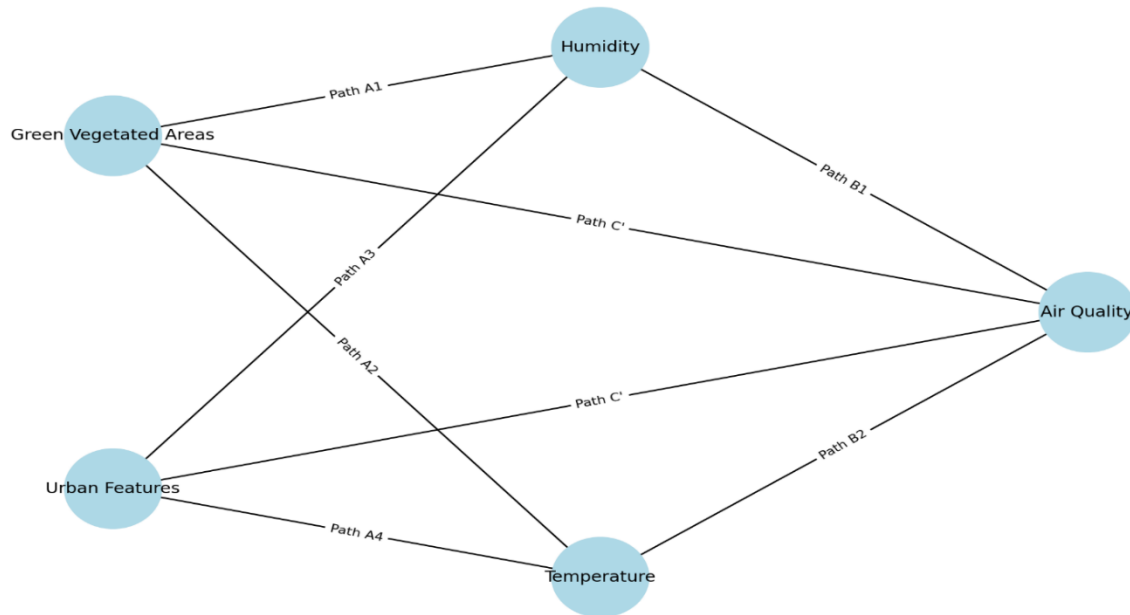 Humidity
Path A1
Green Vegetated Areas
Path B1
Path C'
Path A3
Air Quality
Path A2
Path C'
Path B2
Urban Features
Path A4
Temperature